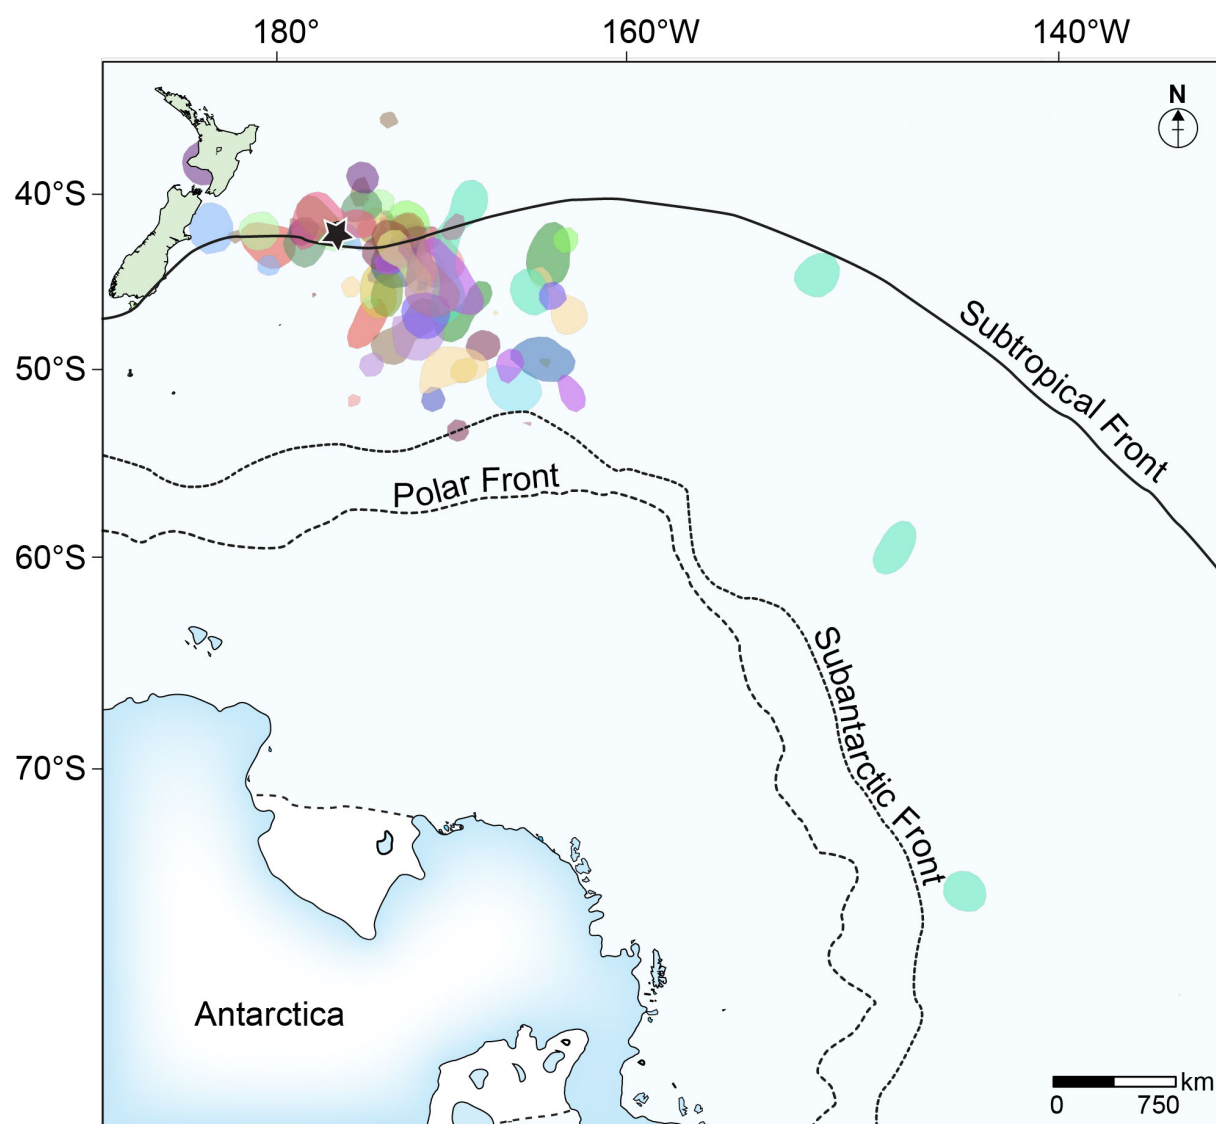 180° 160°W 140°W
N
40°S
Subtropical Front
50°S
Polar Front
60°S
Subantarctic Front
70°S
Antarctica
km
0 750